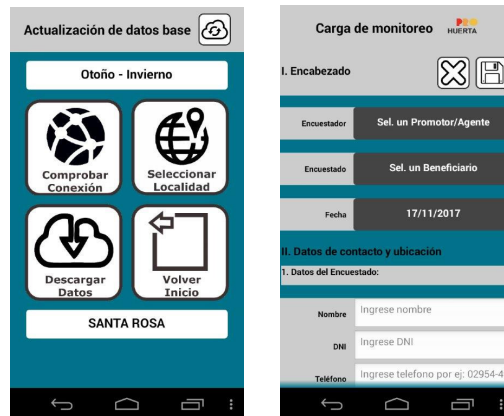 Actualización de datos base
Otoño - Invierno
Comprobar
Conexión
Seleccionar
Localidad
Descargar
Datos
Volver
Inicio
SANTA ROSA
Carga de monitoreo
PRO
HUERTA
I. Encabezado
Encuestador
Sel. un Promotor/Agente
Encuestado
Sel. un Beneficiario
Fecha
17/11/2017
II. Datos de contacto y ubicación
1. Datos del Encuestado:
Nombre
Ingrese nombre
DNI
Ingrese DNI
Teléfono
Ingrese telefono por ej: 02954-4